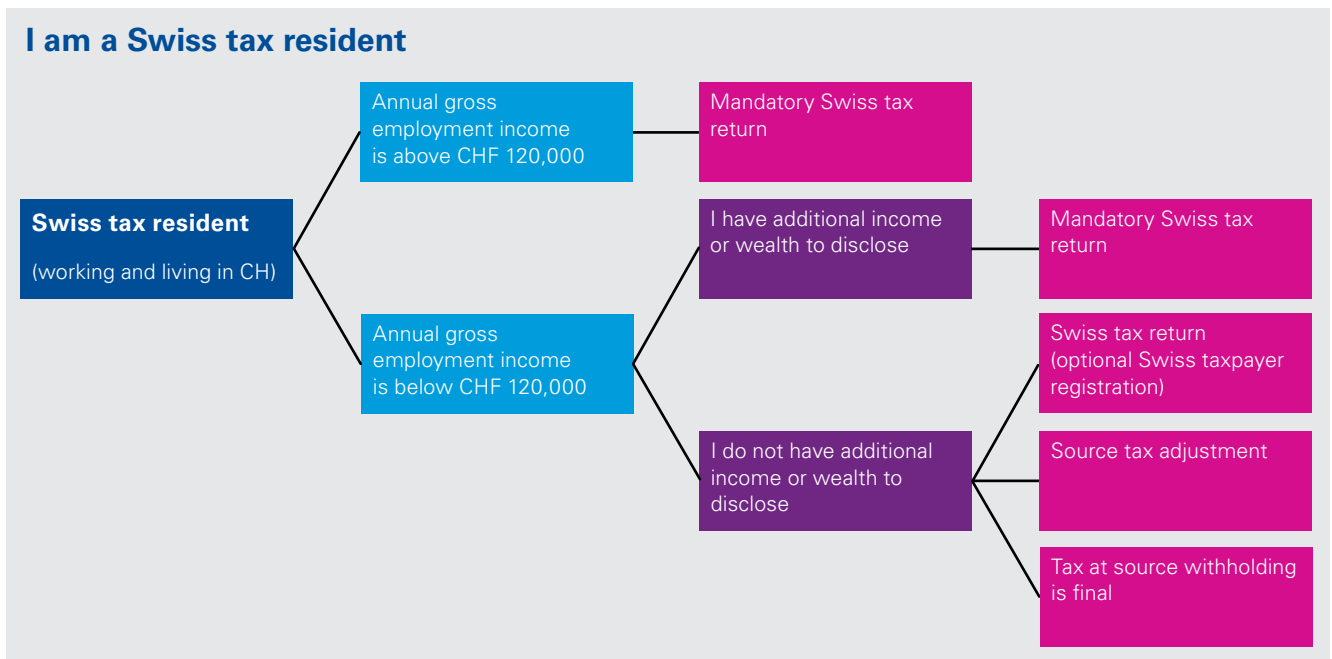 I am a Swiss tax resident
Annual gross
employment income
is above CHF 120,000
Mandatory Swiss tax
return
Swiss tax resident
(working and living in CH)
I have additional income
or wealth to disclose
Mandatory Swiss tax
return
Annual gross
employment income
is below CHF 120,000
Swiss tax return
(optional Swiss taxpayer
registration)
I do not have additional
income or wealth to
disclose
Source tax adjustment
Tax at source withholding
is final